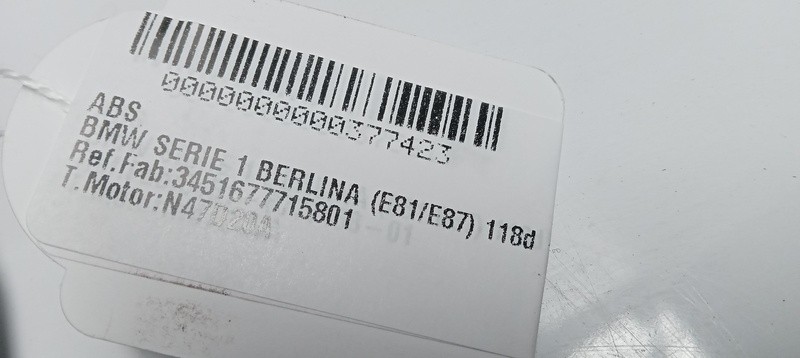 0000000000377423
ABS
BMW SERIE 1 BERLINA (E81/E87) 118d
Ref.Fab:3451677715801
T.Motor:N47D20A